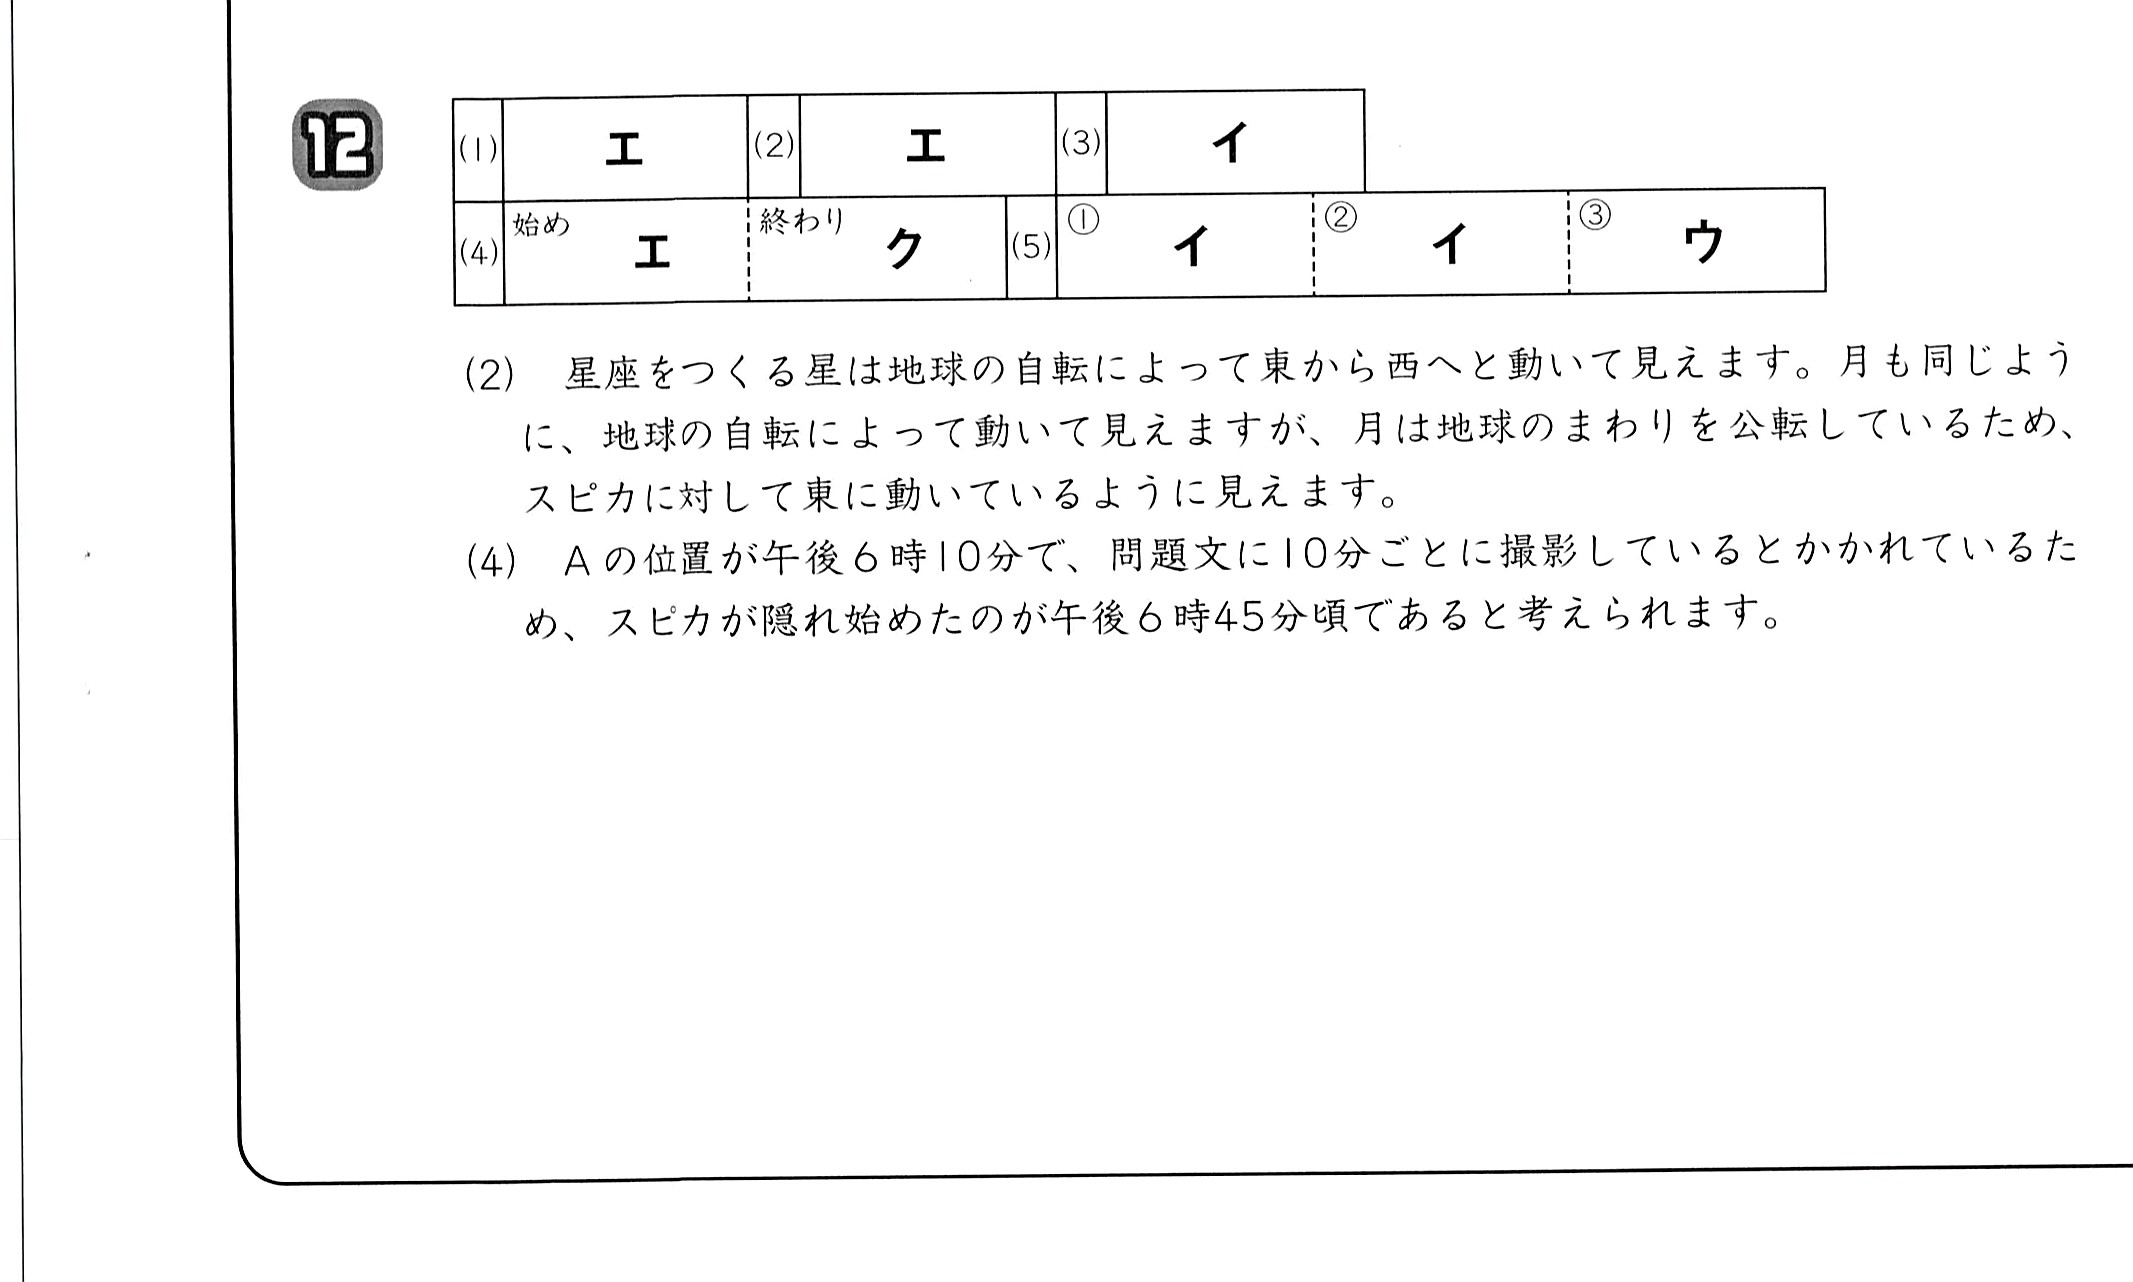 12
(1) エ (2) エ (3) イ
(4) 始め エ 終わり ク (5) ① イ ② イ ③ ウ
(2) 星座をつくる星は地球の自転によって東から西へと動いて見えます。月も同じよう
に、地球の自転によって動いて見えますが、月は地球のまわりを公転しているため、
スピカに対して東に動いているように見えます。
(4) Aの位置が午後6時10分で、問題文に10分ごとに撮影しているとかかれているた
め、スピカが隠れ始めたのが午後6時45分頃であると考えられます。